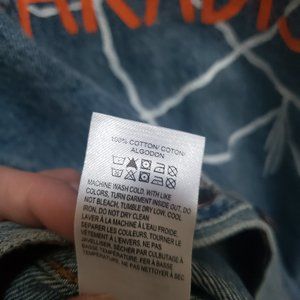 ARADI
100% COTTON/ COTON/
ALGODON
MACHINE WASH COLD, WITH LIKE
COLORS, TURN GARMENT INSIDE OUT, DO
NOT BLEACH, TUMBLE DRY LOW, COOL
IRON, DO NOT DRY CLEAN
LAVER À LA MACHINE À L'EAU FROIDE,
SÉPARER LES COULEURS, TOURNER LE
VÊTEMENT À L'ENVERS, NE PAS
JAVELLISER, SÉCHER PAR CULBUTAGE À
BASSE TEMPÉRATURE, FER À BASSE
TEMPÉRATURE, NE PAS NETTOYER À SEC